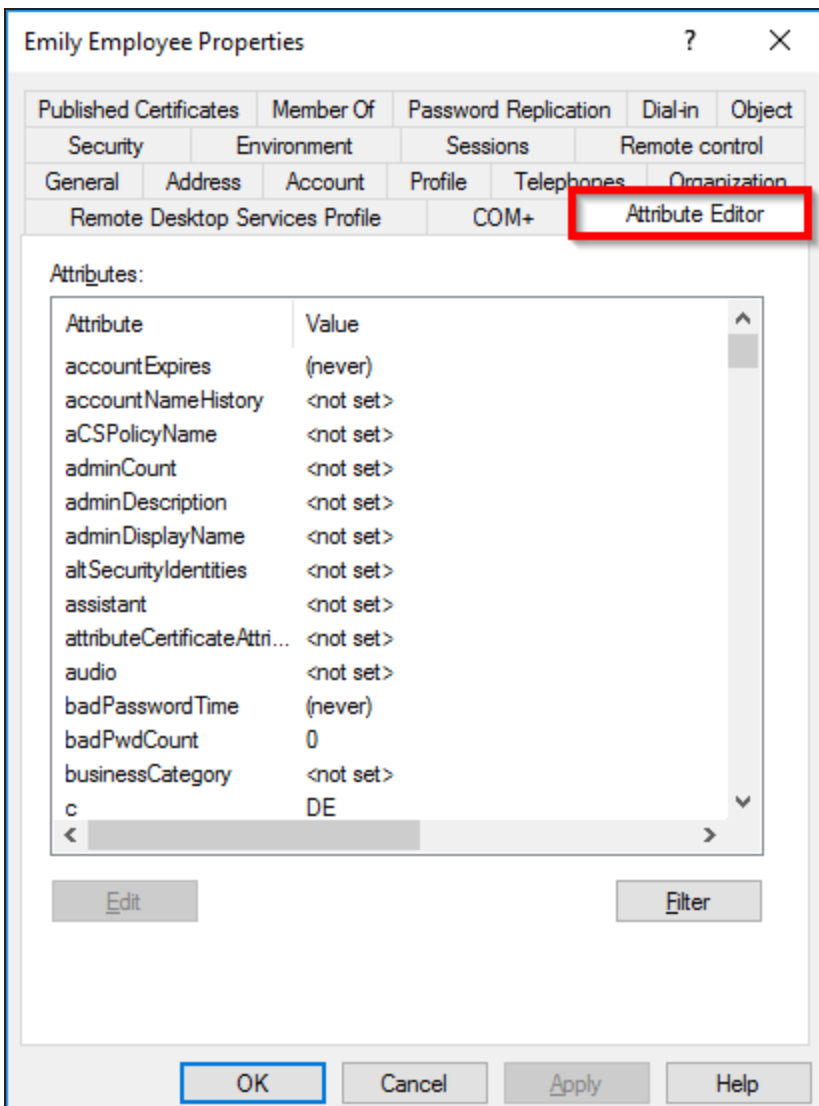 Emily Employee Properties ? ×
Published Certificates Member Of Password Replication Dial-in Object
Security Environment Sessions Remote control
General Address Account Profile Telephones Organization
Remote Desktop Services Profile COM+ Attribute Editor
Attributes:
Attribute Value
accountExpires (never)
accountNameHistory <not set>
aCSPolicyName <not set>
adminCount <not set>
adminDescription <not set>
adminDisplayName <not set>
altSecurityIdentities <not set>
assistant <not set>
attributeCertificateAttri... <not set>
audio <not set>
badPasswordTime (never)
badPwdCount 0
businessCategory <not set>
c DE
Edit Filter
OK Cancel Apply Help